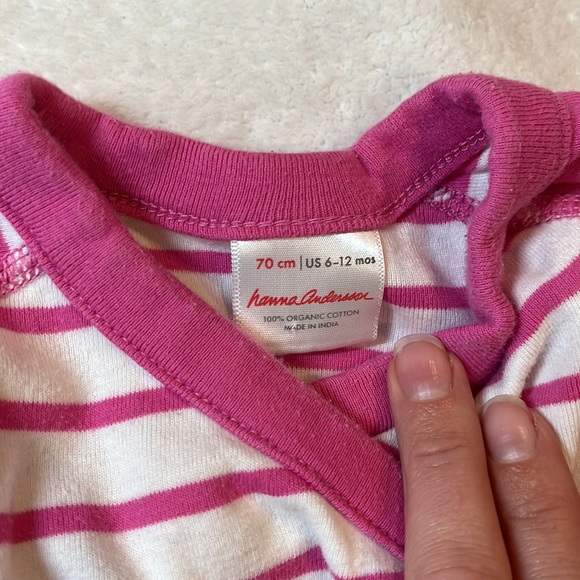 70 cm | US 6-12 mos
hanna andersson
100% ORGANIC COTTON
MADE IN INDIA